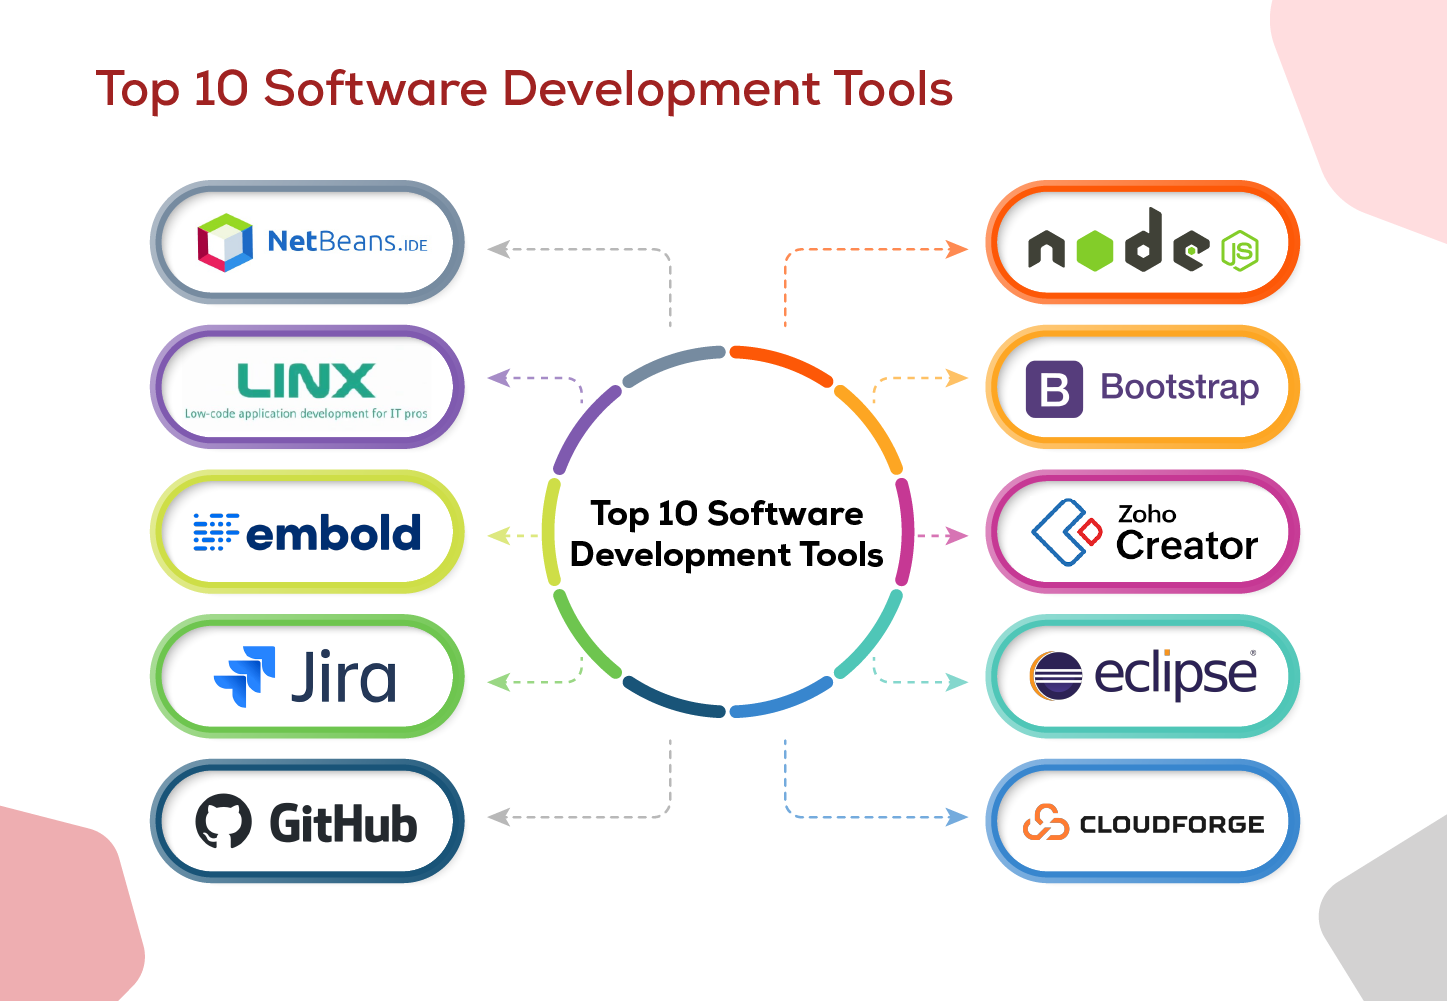 Top 10 Software Development Tools
NetBeans.IDE
LINX
Low-code application development for IT pros
embold
Jira
GitHub
Top 10 Software
Development Tools
node
JS
B Bootstrap
Zoho
Creator
eclipse®
CLOUDFORGE